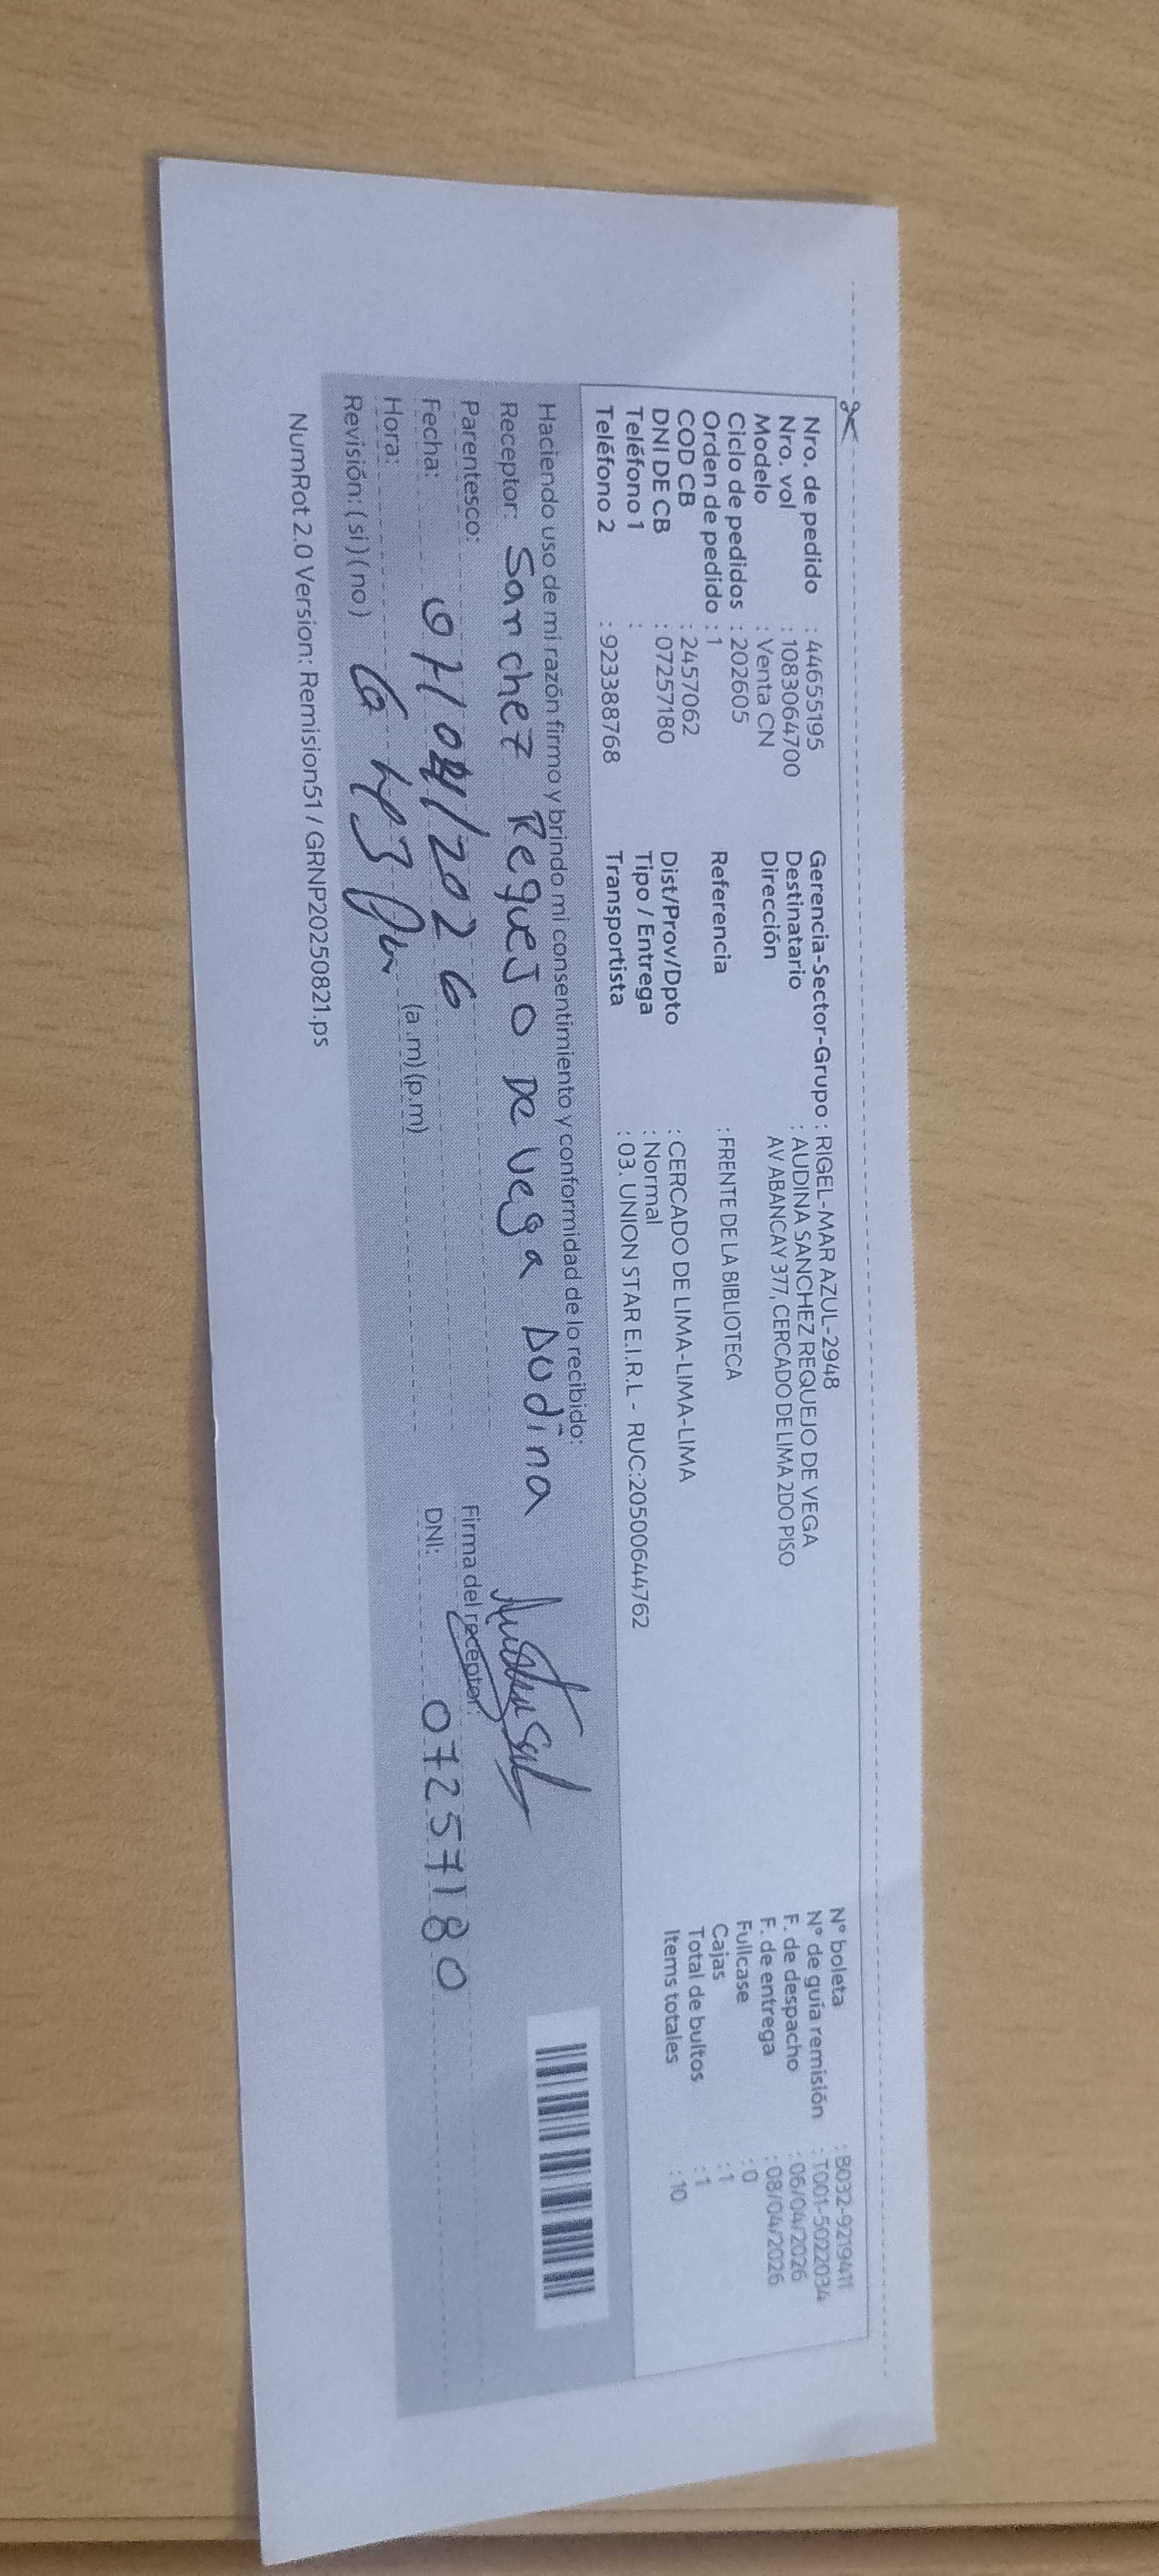 Nro. de pedido : 44655195
Nro. vol : 1083064700
Modelo : Venta CN
Ciclo de pedidos : 202605
Orden de pedido : 1
COD CB : 2457062
DNI DE CB : 07257180
Teléfono 1 :
Teléfono 2 : 923388768
Gerencia-Sector-Grupo : RIGEL-MAR AZUL-2948
Destinatario : AUDINA SANCHEZ REQUEJO DE VEGA
Dirección AV ABANCAY 377, CERCADO DE LIMA 2DO PISO
Referencia : FRENTE DE LA BIBLIOTECA
Dist/Prov/Dpto : CERCADO DE LIMA-LIMA-LIMA
Tipo / Entrega : Normal
Transportista : 03. UNION STAR E.I.R.L - RUC:20500644762
N° boleta : B032-9219411
N° de guía remisión : T001-5022034
F. de despacho : 06/04/2026
F. de entrega : 08/04/2026
Fullcase : 0
Cajas : 1
Total de bultos : 1
Items totales : 10
Haciendo uso de mi razón firmo y brindo mi consentimiento y conformidad de lo recibido:
Receptor: Sanchez Requejo De Vega
Parentesco:
Fecha: 07/04/2026
Hora: (a.m) (p.m)
Revisión: (si) (no)
Firma del receptor:
DNI: 07257180
NumRot 2.0 Version: Remision51 / GRNP20250821.ps